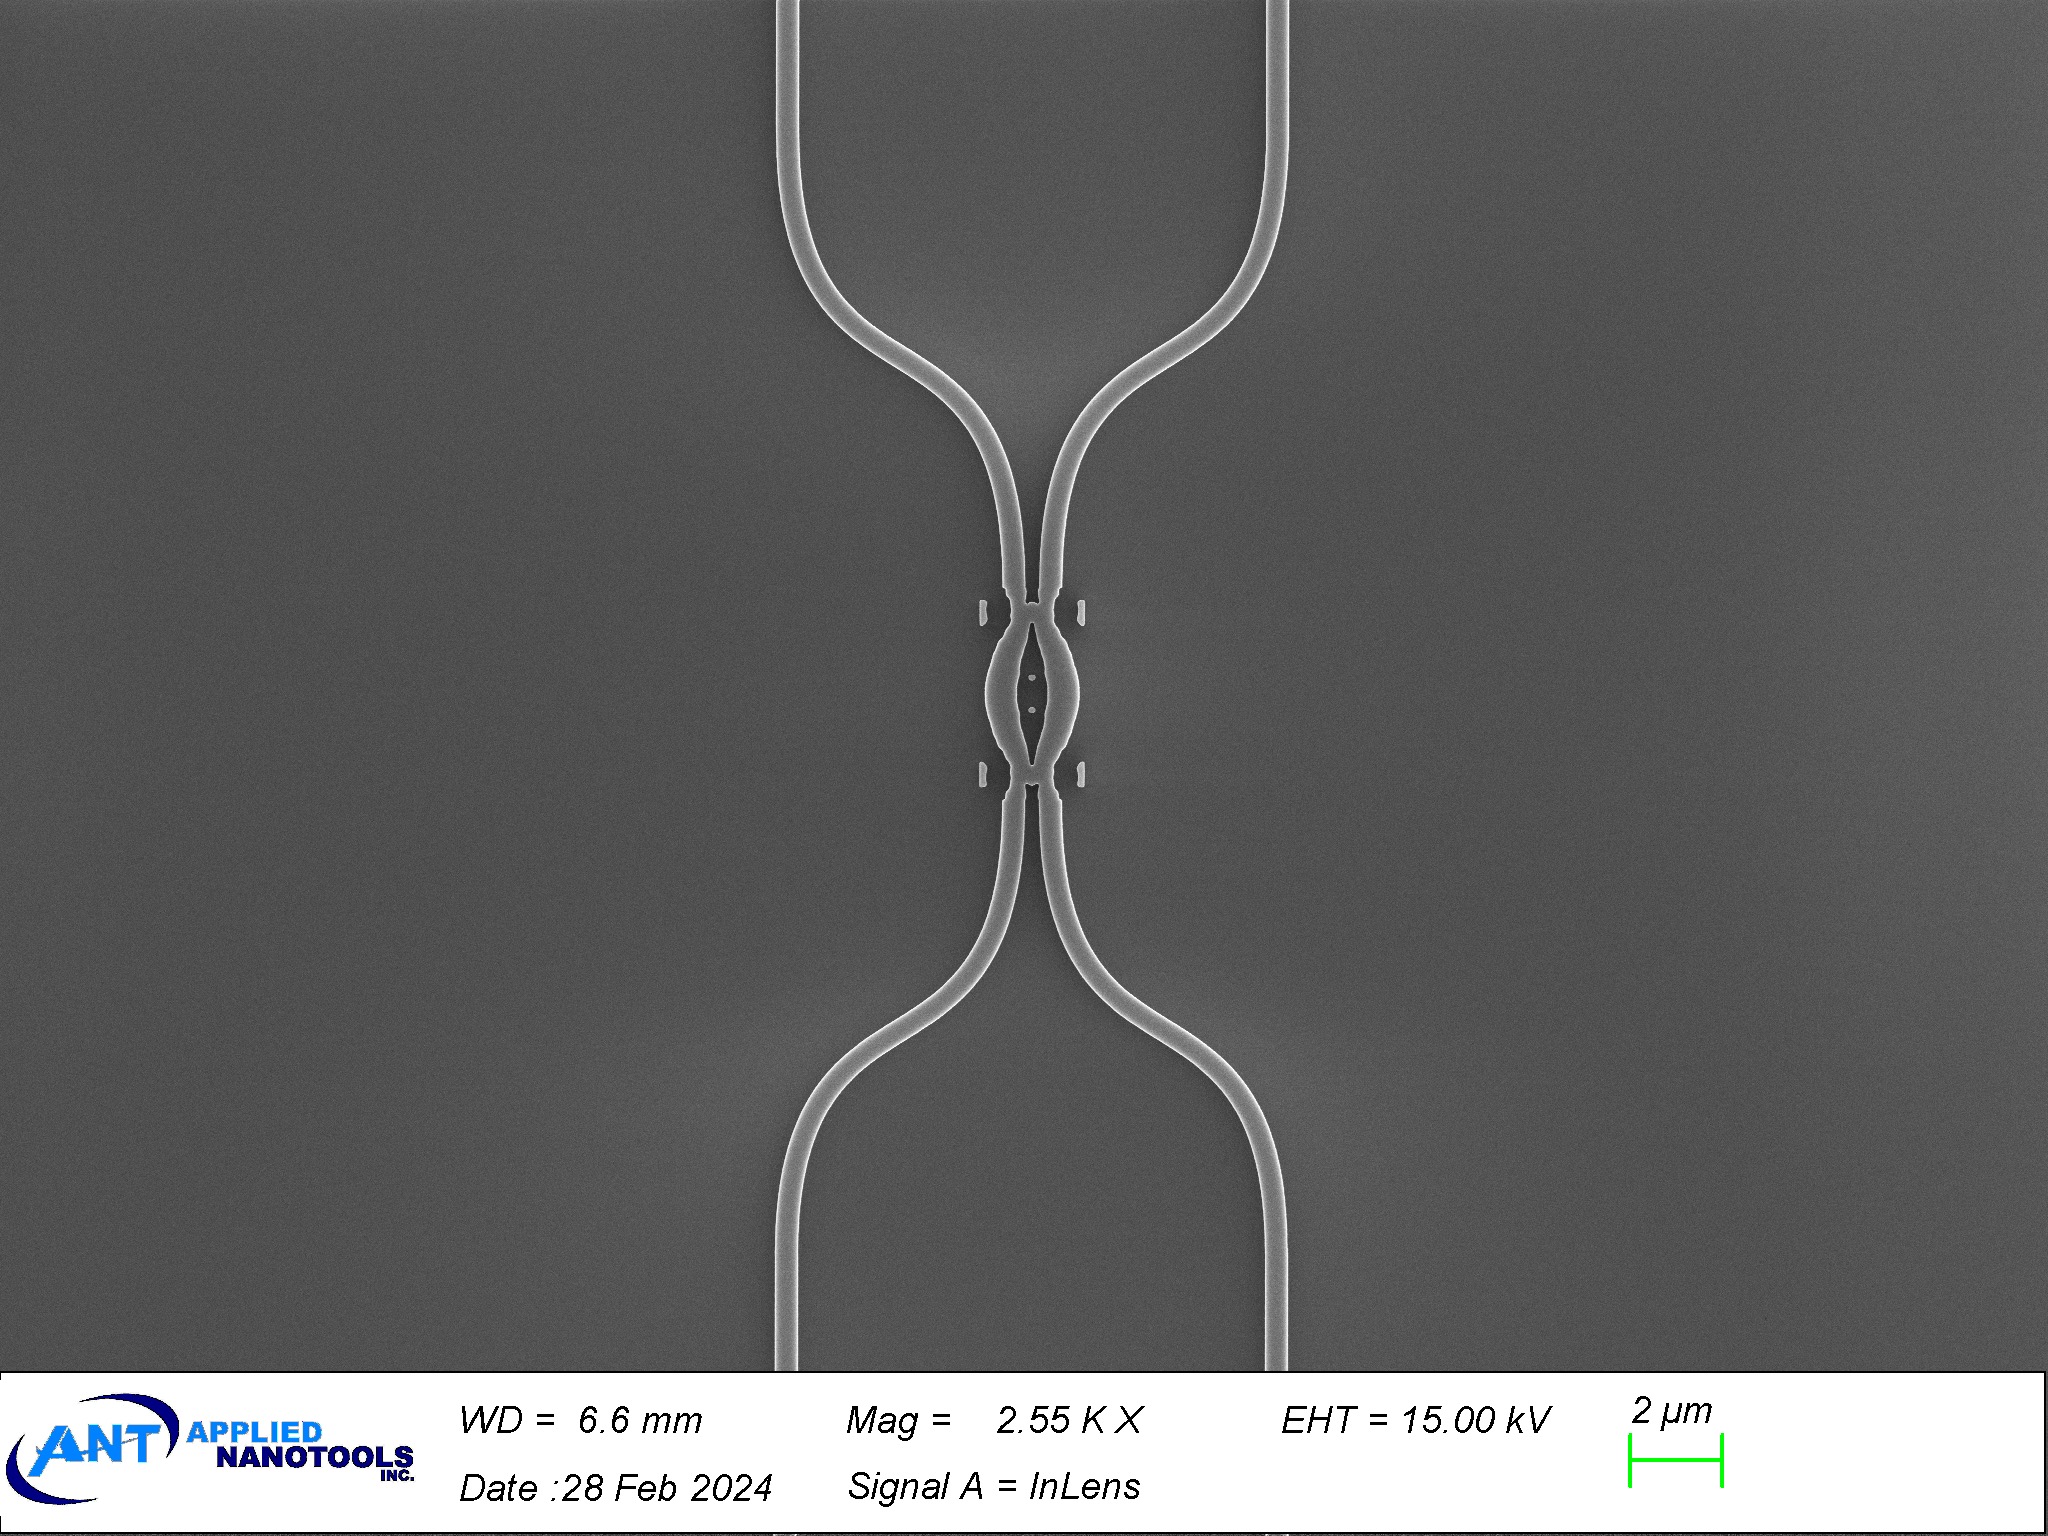 ANT APPLIED
NANOTOOLS
INC.
WD = 6.6 mm Mag = 2.55 K X EHT = 15.00 kV 2 µm
Date :28 Feb 2024 Signal A = InLens